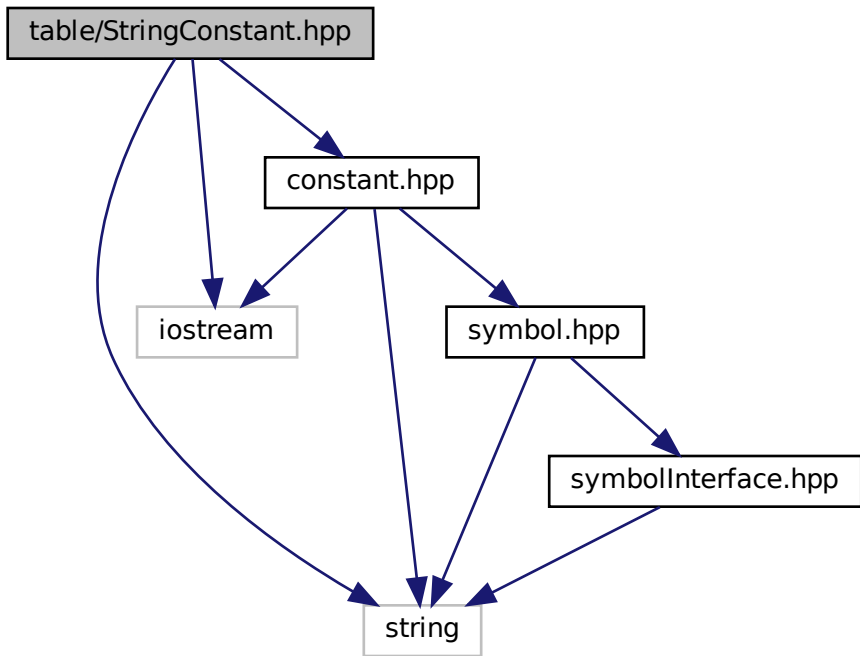 table/StringConstant.hpp
constant.hpp
iostream
symbol.hpp
symbolInterface.hpp
string